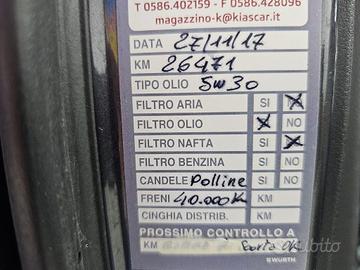 T 0586.402159 - F 0586.428096
magazzino-k@kiascar.it
DATA 27/11/17
KM 26471
TIPO OLIO 5W30
FILTRO ARIA SI NO
FILTRO OLIO SI NO
FILTRO NAFTA SI NO
FILTRO BENZINA SI NO
CANDELE Polline SI NO
FRENI 40.000K KM
CINGHIA DISTRIB. KM
PROSSIMO CONTROLLO A
KM
WÜRTH
subito